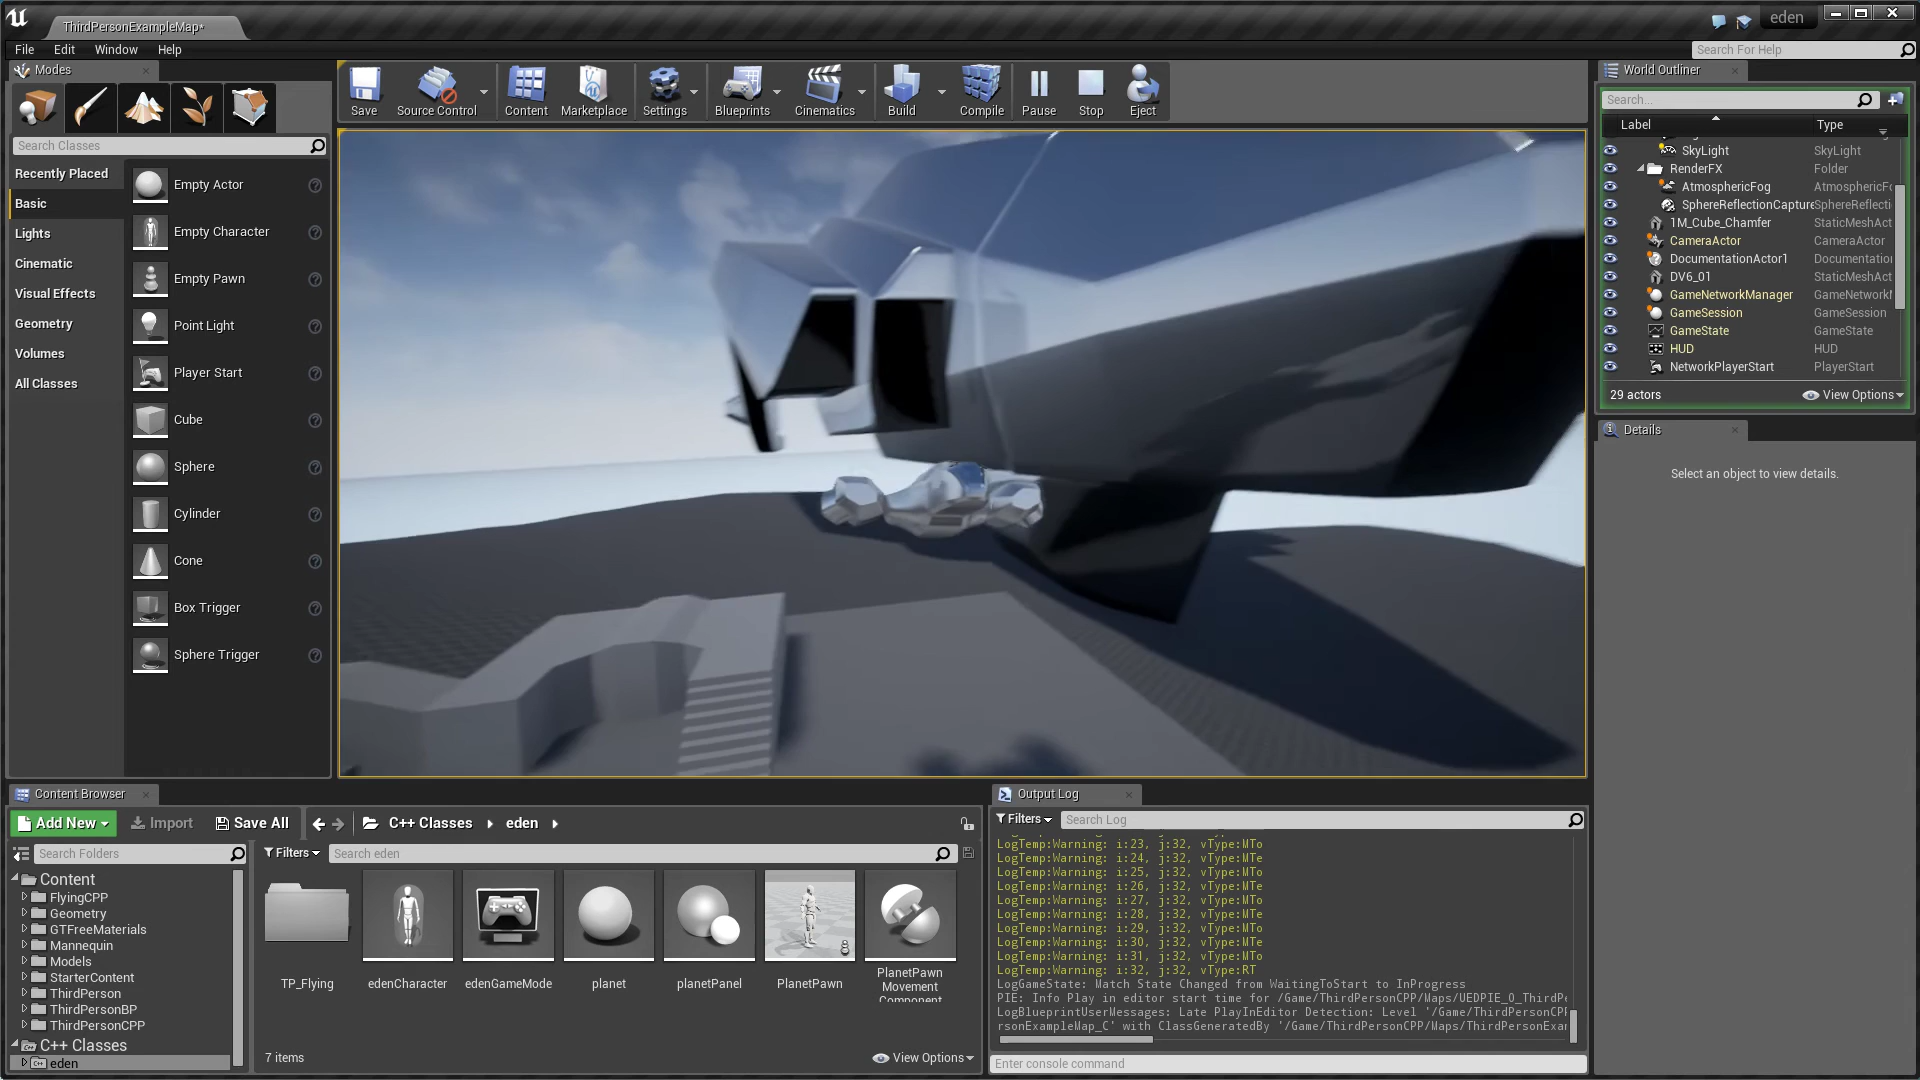 ThirdPersonExampleMap*
eden
File Edit Window Help
Search For Help
Modes
Search Classes
Recently Placed
Basic
Lights
Cinematic
Visual Effects
Geometry
Volumes
All Classes
Empty Actor
Empty Character
Empty Pawn
Point Light
Player Start
Cube
Sphere
Cylinder
Cone
Box Trigger
Sphere Trigger
Save Source Control Content Marketplace Settings Blueprints Cinematics Build Compile Pause Stop Eject
World Outliner
Search...
Label Type
SkyLight SkyLight
RenderFX Folder
AtmosphericFog AtmosphericFo
SphereReflectionCapture SphereReflecti
1M_Cube_Chamfer StaticMeshAct
CameraActor CameraActor
DocumentationActor1 Documentatio
DV6_01 StaticMeshAct
GameNetworkManager GameNetworkM
GameSession GameSession
GameState GameState
HUD HUD
NetworkPlayerStart PlayerStart
29 actors View Options
Details
Select an object to view details.
Content Browser
Add New Import Save All C++ Classes eden
Search Folders
Content
FlyingCPP
Geometry
GTFreeMaterials
Mannequin
Models
StarterContent
ThirdPerson
ThirdPersonBP
ThirdPersonCPP
C++ Classes
eden
Filters Search eden
TP_Flying
edenCharacter
edenGameMode
planet
planetPanel
PlanetPawn
PlanetPawn
Movement
Component
7 items View Options
Output Log
Filters Search Log
LogTemp:Warning: i:23, j:32, vType:MTo
LogTemp:Warning: i:24, j:32, vType:MTe
LogTemp:Warning: i:25, j:32, vType:MTo
LogTemp:Warning: i:26, j:32, vType:MTe
LogTemp:Warning: i:27, j:32, vType:MTo
LogTemp:Warning: i:28, j:32, vType:MTe
LogTemp:Warning: i:29, j:32, vType:MTo
LogTemp:Warning: i:30, j:32, vType:MTe
LogTemp:Warning: i:31, j:32, vType:MTo
LogTemp:Warning: i:32, j:32, vType:RT
LogGameState: Match State Changed from WaitingToStart to InProgress
PIE: Info Play in editor start time for /Game/ThirdPersonCPP/Maps/UEDPIE_0_ThirdPe
LogBlueprintUserMessages: Late PlayInEditor Detection: Level '/Game/ThirdPersonCPP
rsonExampleMap_C' with ClassGeneratedBy '/Game/ThirdPersonCPP/Maps/ThirdPersonExam
Enter console command